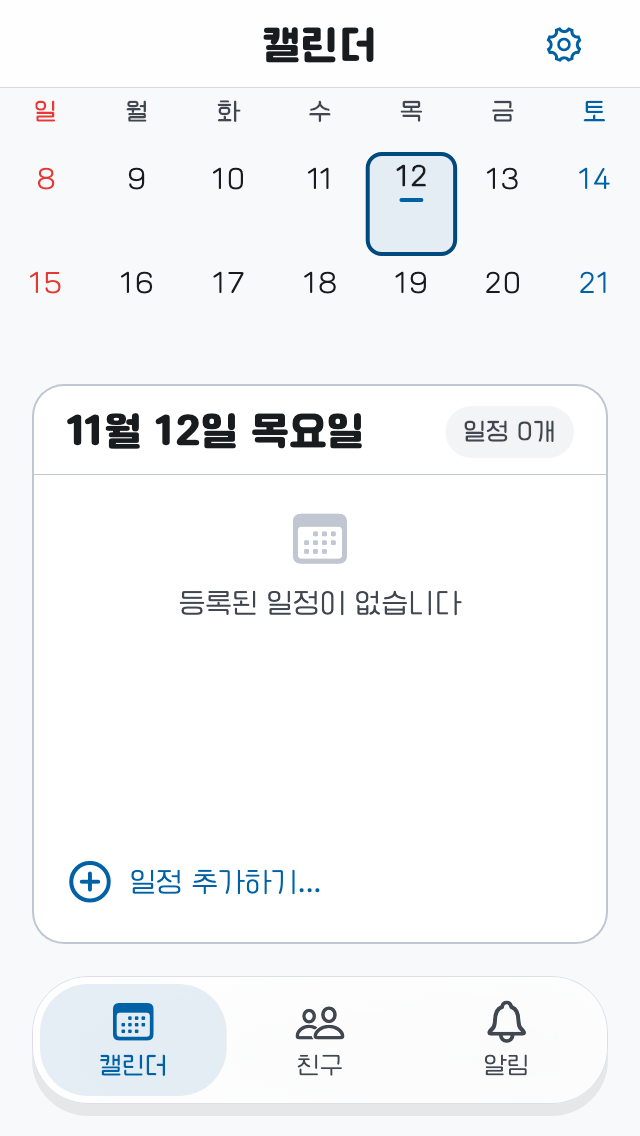 캘린더
일 월 화 수 목 금 토
8 9 10 11 12 13 14
15 16 17 18 19 20 21
11월 12일 목요일 일정 0개
등록된 일정이 없습니다
일정 추가하기...
캘린더 친구 알림